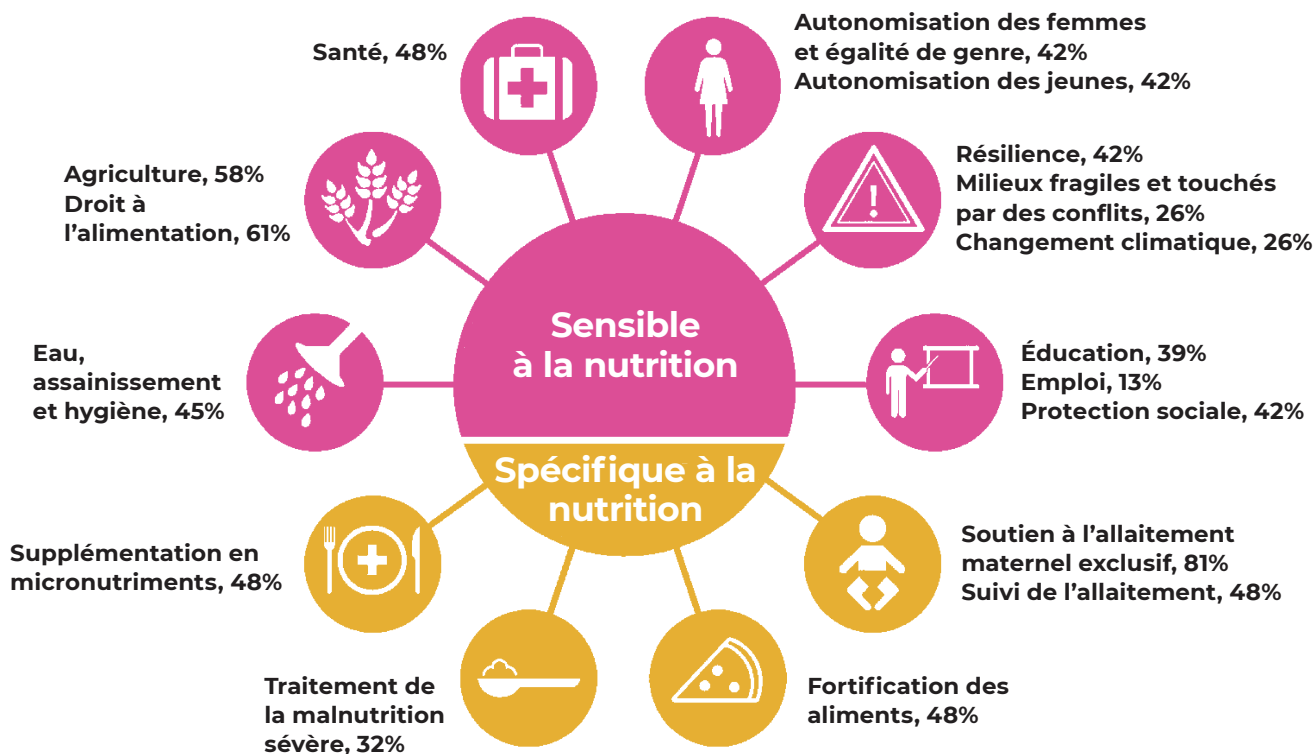 Santé, 48%
Autonomisation des femmes
et égalité de genre, 42%
Autonomisation des jeunes, 42%
Agriculture, 58%
Droit à
l’alimentation, 61%
Résilience, 42%
Milieux fragiles et touchés
par des conflits, 26%
Changement climatique, 26%
Sensible
à la nutrition
Eau,
assainissement
et hygiène, 45%
Éducation, 39%
Emploi, 13%
Protection sociale, 42%
Spécifique à la
nutrition
Supplémentation en
micronutriments, 48%
Soutien à l’allaitement
maternel exclusif, 81%
Suivi de l’allaitement, 48%
Traitement de
la malnutrition
sévère, 32%
Fortification des
aliments, 48%